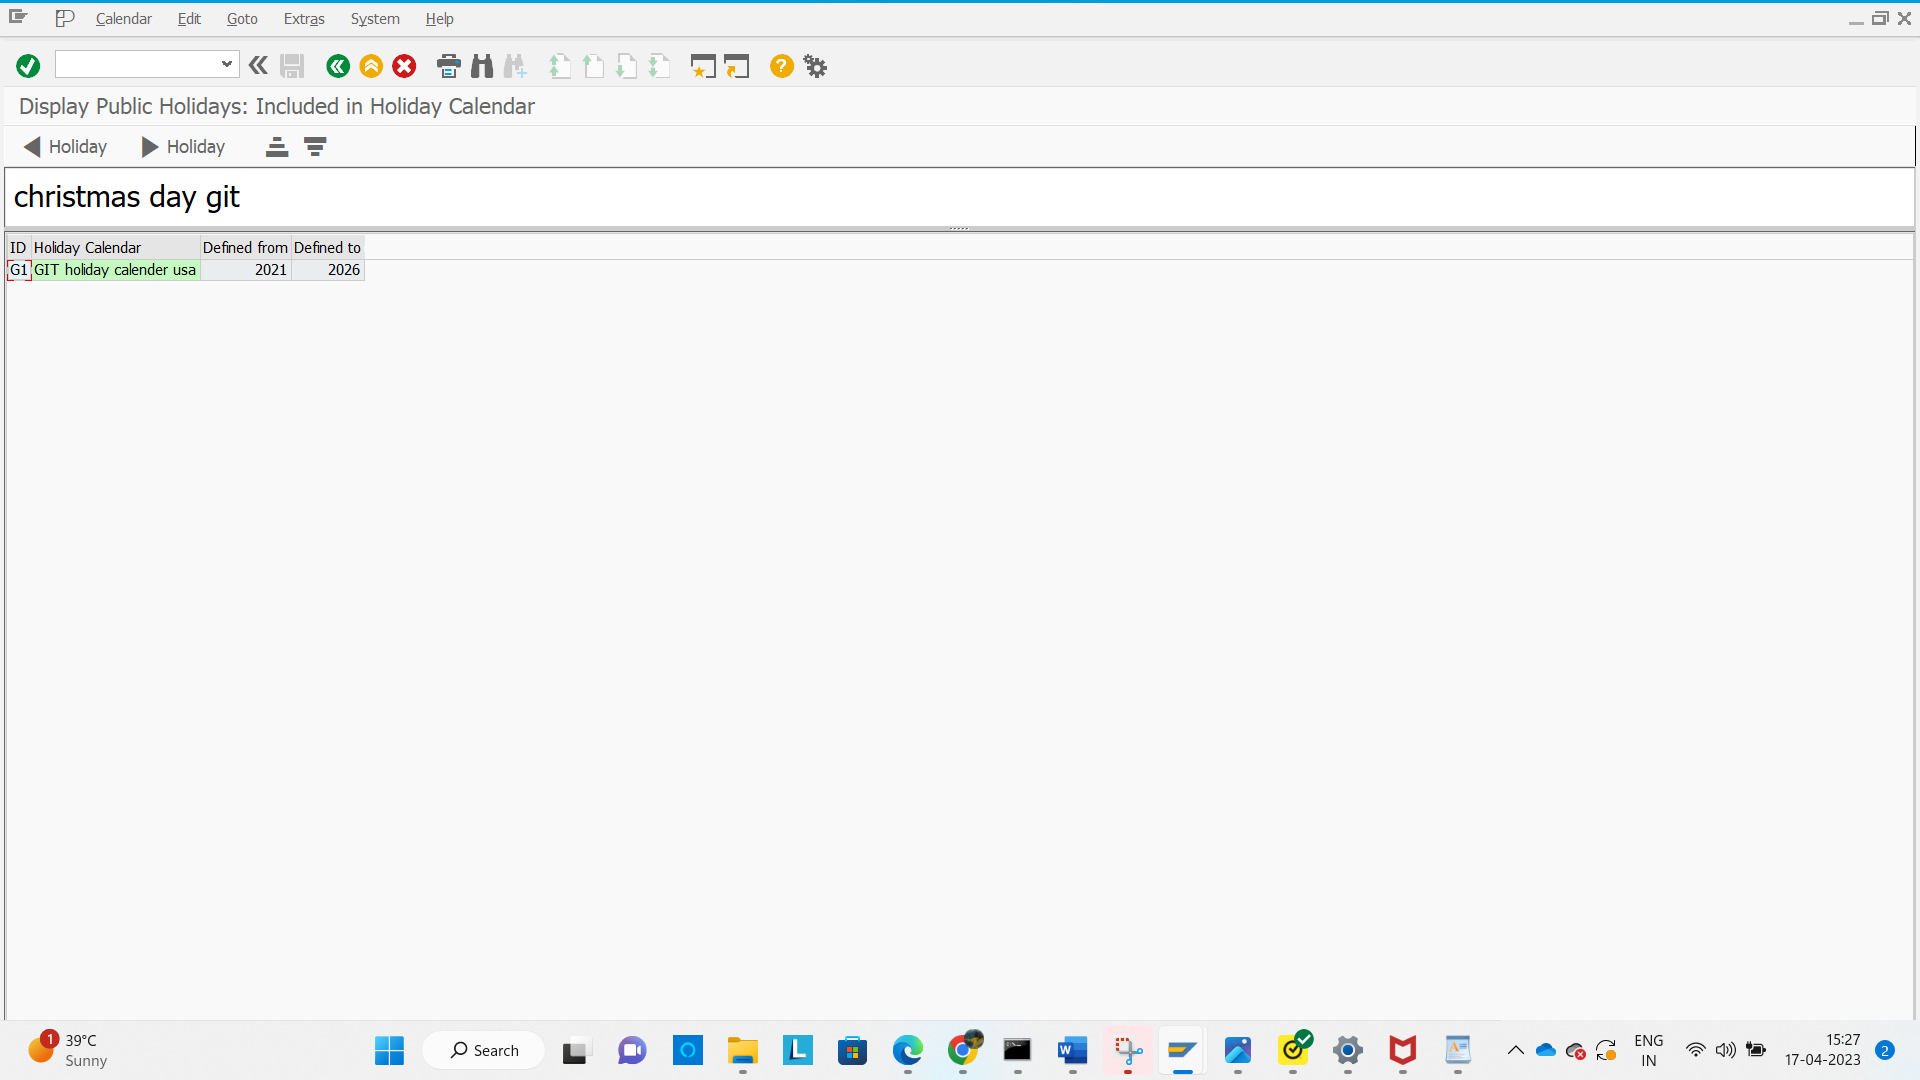 Calendar Edit Goto Extras System Help
Display Public Holidays: Included in Holiday Calendar
Holiday Holiday
christmas day git
ID Holiday Calendar Defined from Defined to
G1 GIT holiday calender usa 2021 2026
1 39°C
Sunny
Search
ENG
IN
15:27
17-04-2023
2